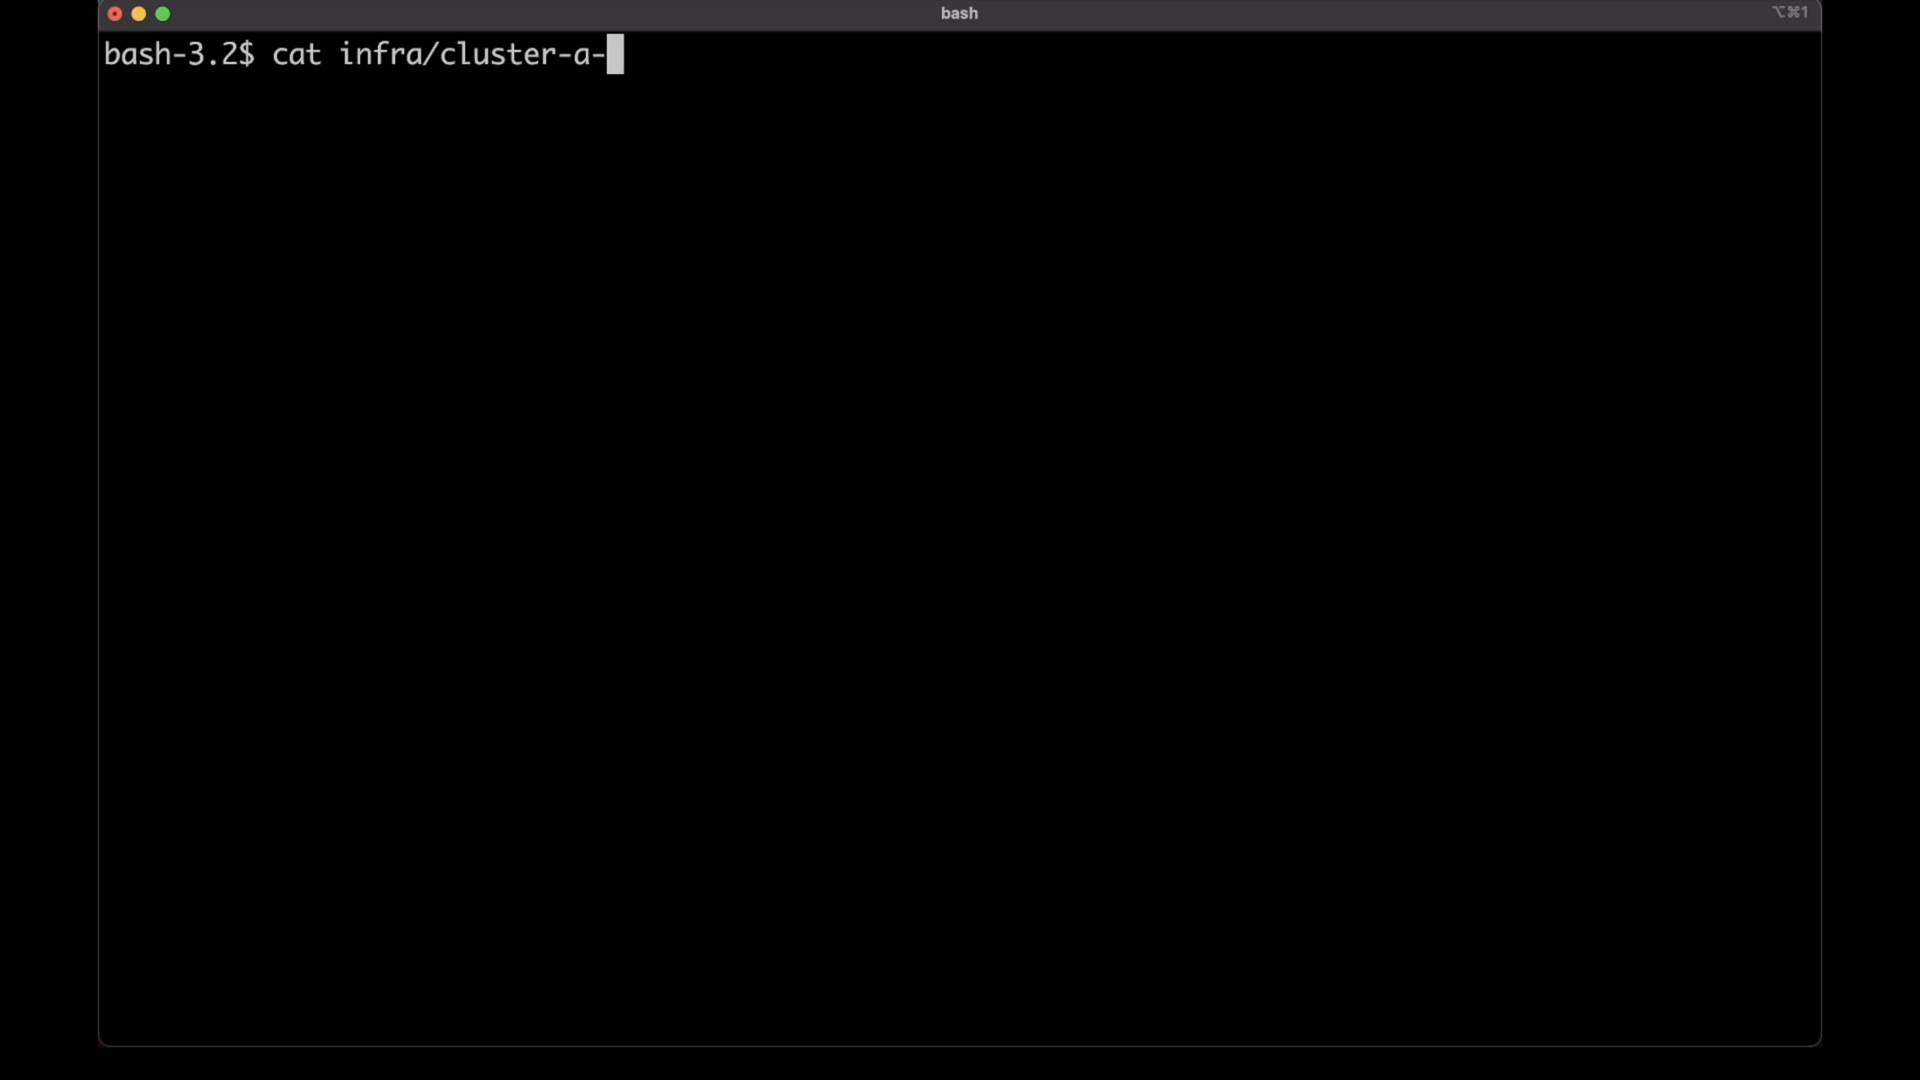 bash
⌥⌘1
bash-3.2$ cat infra/cluster-a-